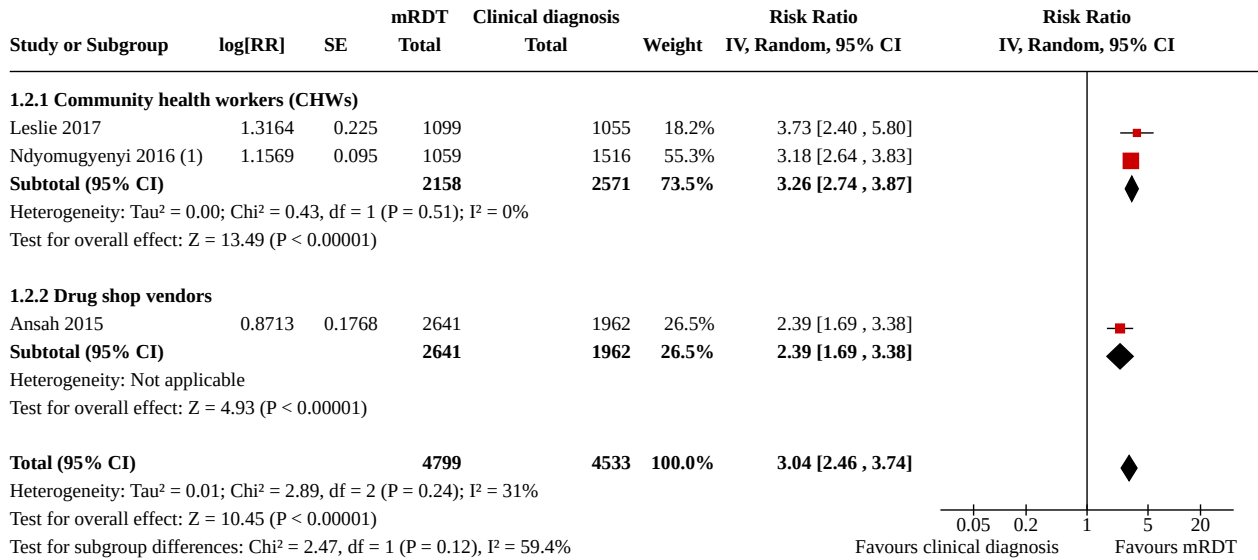 mRDT Clinical diagnosis Risk Ratio Risk Ratio
Study or Subgroup log[RR] SE Total Total Weight IV, Random, 95% CI IV, Random, 95% CI
1.2.1 Community health workers (CHWs)
Leslie 2017 1.3164 0.225 1099 1055 18.2% 3.73 [2.40 , 5.80]
Ndyomugyenyi 2016 (1) 1.1569 0.095 1059 1516 55.3% 3.18 [2.64 , 3.83]
Subtotal (95% CI) 2158 2571 73.5% 3.26 [2.74 , 3.87]
Heterogeneity: Tau² = 0.00; Chi² = 0.43, df = 1 (P = 0.51); I² = 0%
Test for overall effect: Z = 13.49 (P < 0.00001)
1.2.2 Drug shop vendors
Ansah 2015 0.8713 0.1768 2641 1962 26.5% 2.39 [1.69 , 3.38]
Subtotal (95% CI) 2641 1962 26.5% 2.39 [1.69 , 3.38]
Heterogeneity: Not applicable
Test for overall effect: Z = 4.93 (P < 0.00001)
Total (95% CI) 4799 4533 100.0% 3.04 [2.46 , 3.74]
Heterogeneity: Tau² = 0.01; Chi² = 2.89, df = 2 (P = 0.24); I² = 31%
Test for overall effect: Z = 10.45 (P < 0.00001)
0.05 0.2 1 5 20
Test for subgroup differences: Chi² = 2.47, df = 1 (P = 0.12), I² = 59.4%
Favours clinical diagnosis Favours mRDT